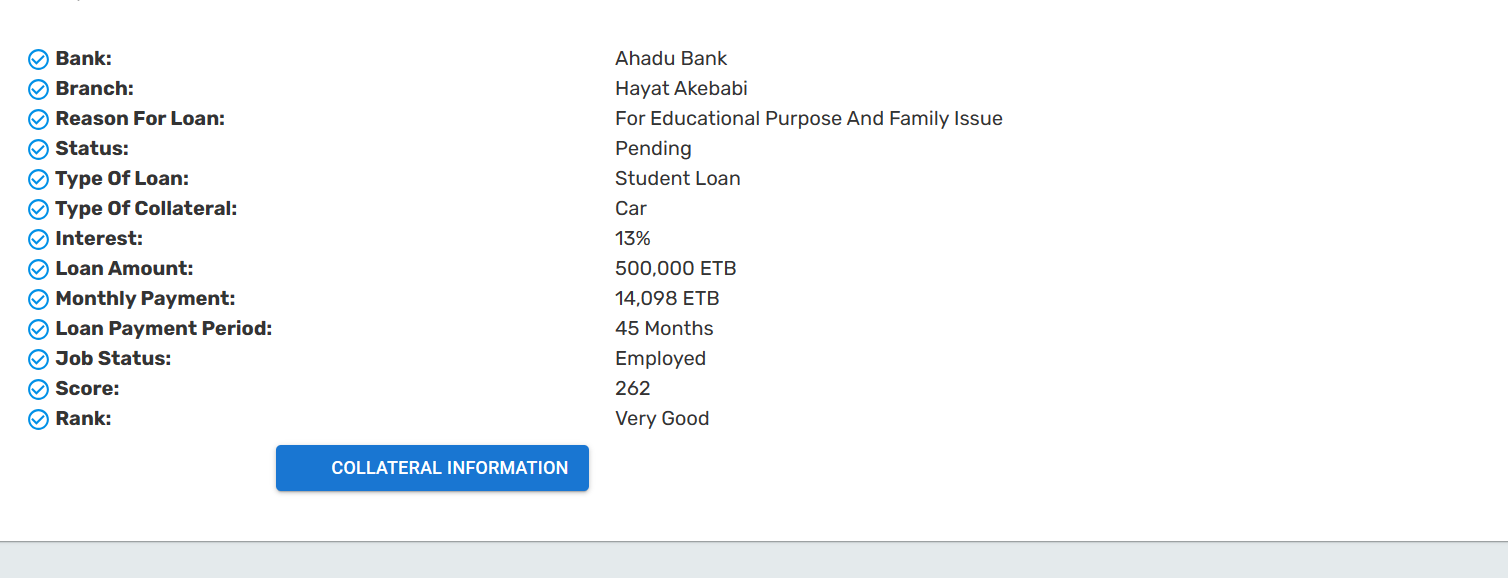 Bank: Ahadu Bank
Branch: Hayat Akebabi
Reason For Loan: For Educational Purpose And Family Issue
Status: Pending
Type Of Loan: Student Loan
Type Of Collateral: Car
Interest: 13%
Loan Amount: 500,000 ETB
Monthly Payment: 14,098 ETB
Loan Payment Period: 45 Months
Job Status: Employed
Score: 262
Rank: Very Good
COLLATERAL INFORMATION